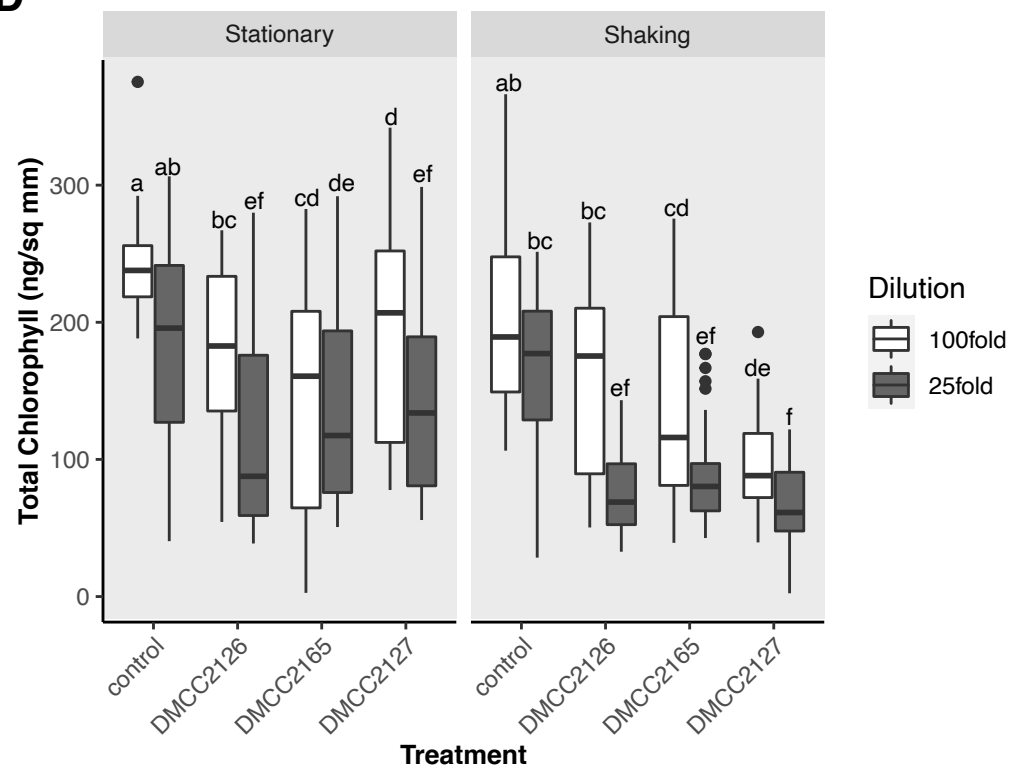 D
Stationary
Shaking
Total Chlorophyll (ng/sq mm)
300
200
100
0
a
ab
bc
ef
cd
de
d
ef
ab
bc
bc
ef
cd
ef
de
f
control
DMCC2126
DMCC2165
DMCC2127
control
DMCC2126
DMCC2165
DMCC2127
Treatment
Dilution
100fold
25fold